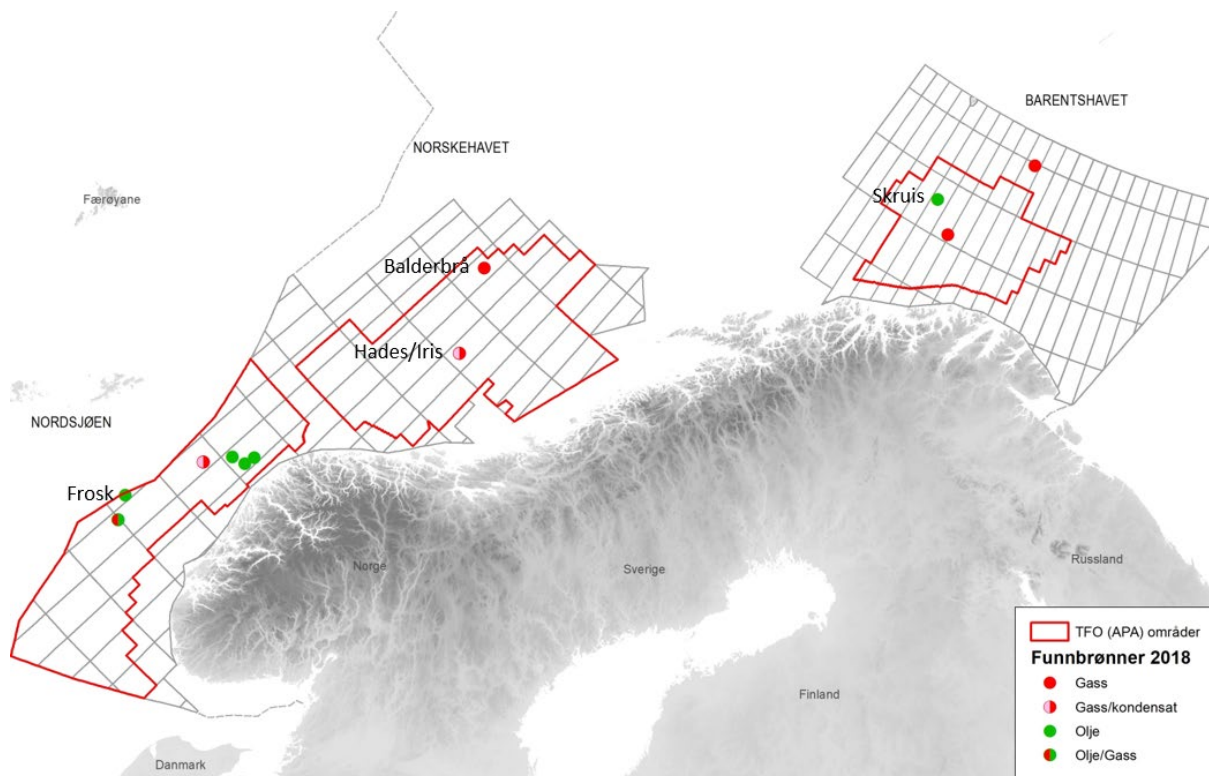 BARENTSHAVET
NORSKEHAVET
Færøyane
Skruis
Balderbrå
Hades/Iris
NORDSJØEN
Frosk
Norge
Sverige
Russland
Finland
Danmark
TFO (APA) områder
Funnbrønner 2018
Gass
Gass/kondensat
Olje
Olje/Gass